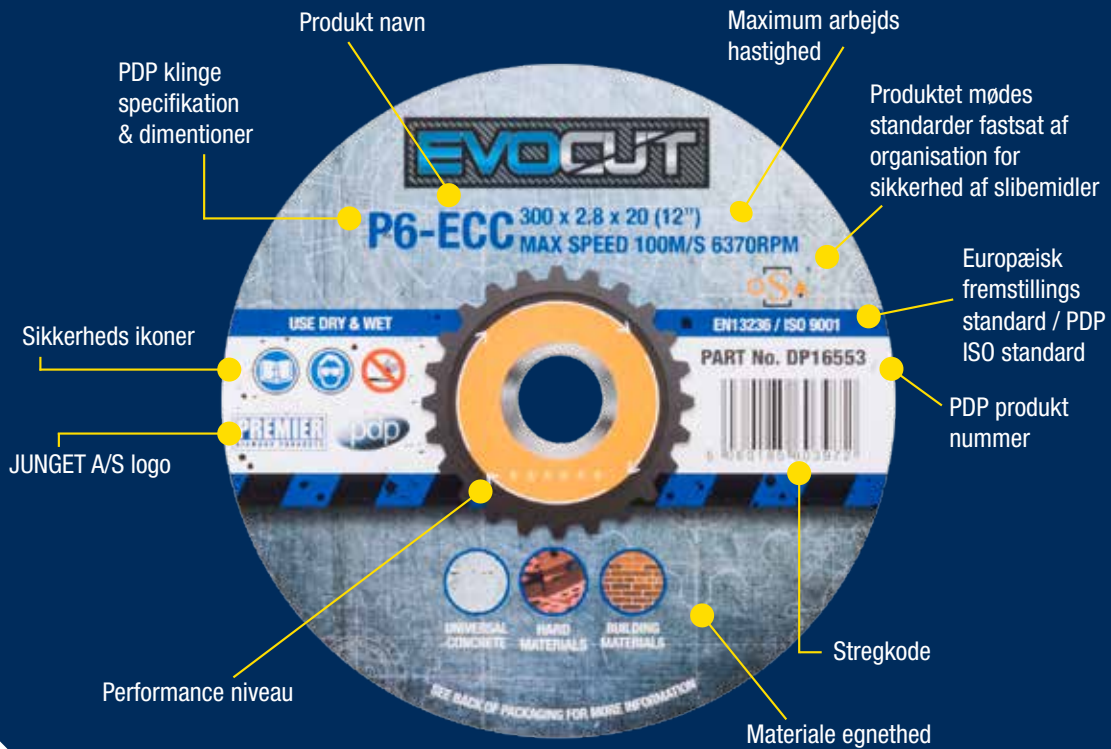 Produkt navn
Maximum arbejds
hastighed
PDP klinge
specifikation
& dimentioner
Produktet mødes
standarder fastsat af
organisation for
sikkerhed af slibemidler
EVOCUT
P6-ECC
300 x 2,8 x 20 (12")
MAX SPEED 100M/S 6370RPM
oSa
Europæisk
fremstillings
standard / PDP
ISO standard
USE DRY & WET
EN13236 / ISO 9001
Sikkerheds ikoner
PART No. DP16553
PDP produkt
nummer
PREMIER
pdp
JUNGET A/S logo
UNIVERSAL
CONCRETE
HARD
MATERIALS
BUILDING
MATERIALS
Stregkode
Performance niveau
SEE BACK OF PACKAGING FOR MORE INFORMATION
Materiale egnethed